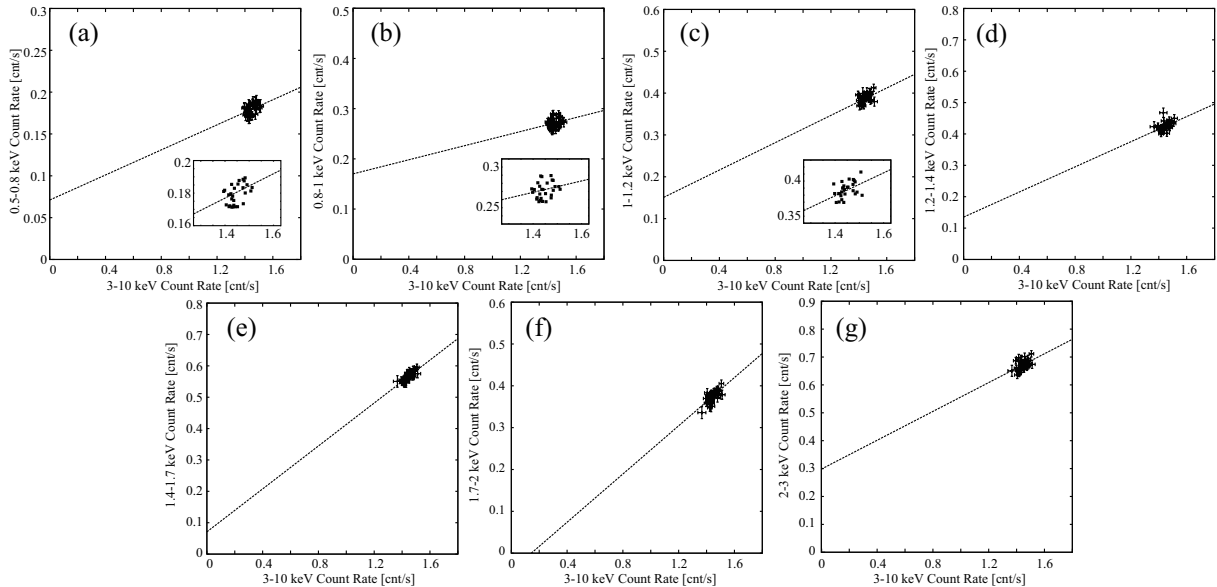 (a)
0.5-0.8 keV Count Rate [cnt/s]
0.3
0.25
0.2
0.15
0.1
0.05
0
0 0.4 0.8 1.2 1.6
3-10 keV Count Rate [cnt/s]
0.2
0.18
0.16
1.4 1.6
(b)
0.8-1 keV Count Rate [cnt/s]
0.5
0.4
0.3
0.2
0.1
0
0 0.4 0.8 1.2 1.6
3-10 keV Count Rate [cnt/s]
0.3
0.25
1.4 1.6
(c)
1-1.2 keV Count Rate [cnt/s]
0.6
0.5
0.4
0.3
0.2
0.1
0
0 0.4 0.8 1.2 1.6
3-10 keV Count Rate [cnt/s]
0.4
0.35
1.4 1.6
(d)
1.2-1.4 keV Count Rate [cnt/s]
0.7
0.6
0.5
0.4
0.3
0.2
0.1
0
0 0.4 0.8 1.2 1.6
3-10 keV Count Rate [cnt/s]
(e)
1.4-1.7 keV Count Rate [cnt/s]
0.8
0.7
0.6
0.5
0.4
0.3
0.2
0.1
0
0 0.4 0.8 1.2 1.6
3-10 keV Count Rate [cnt/s]
(f)
1.7-2 keV Count Rate [cnt/s]
0.6
0.5
0.4
0.3
0.2
0.1
0
0 0.4 0.8 1.2 1.6
3-10 keV Count Rate [cnt/s]
(g)
2-3 keV Count Rate [cnt/s]
0.9
0.8
0.7
0.6
0.5
0.4
0.3
0.2
0.1
0
0 0.4 0.8 1.2 1.6
3-10 keV Count Rate [cnt/s]